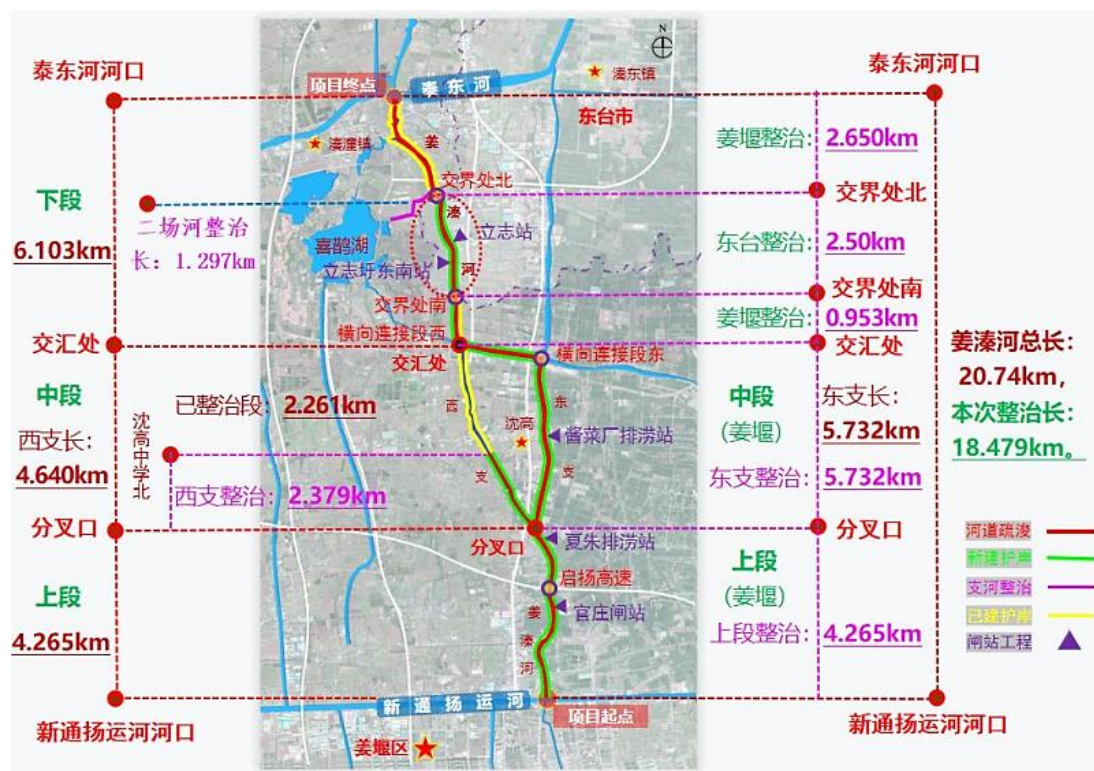 泰东河河口
下段
6.103km
交汇处
中段
西支长：
4.640km
沈高中学北
分叉口
上段
4.265km
新通扬运河河口
二场河整治
长：1.297km
已整治段：2.261km
西支整治：2.379km
N
项目终点
泰东河
溱东镇
东台市
溱潼镇
姜
交界处北
溱
立志站
喜鹊湖
立志圩东南站
河
交界处南
横向连接段西
交汇处
横向连接段东
西
东
沈高
酱菜厂排涝站
支
支
分叉口
夏朱排涝站
启扬高速
姜
官庄闸站
溱
河
新通扬运河
项目起点
姜堰区
泰东河河口
姜堰整治：2.650km
交界处北
东台整治：2.50km
交界处南
姜堰整治：0.953km
交汇处
中段
(姜堰)
东支长：
5.732km
东支整治：5.732km
分叉口
上段
(姜堰)
上段整治：4.265km
新通扬运河河口
姜溱河总长：
20.74km，
本次整治长：
18.479km。
河道疏浚
新建护岸
支河整治
已建护岸
闸站工程